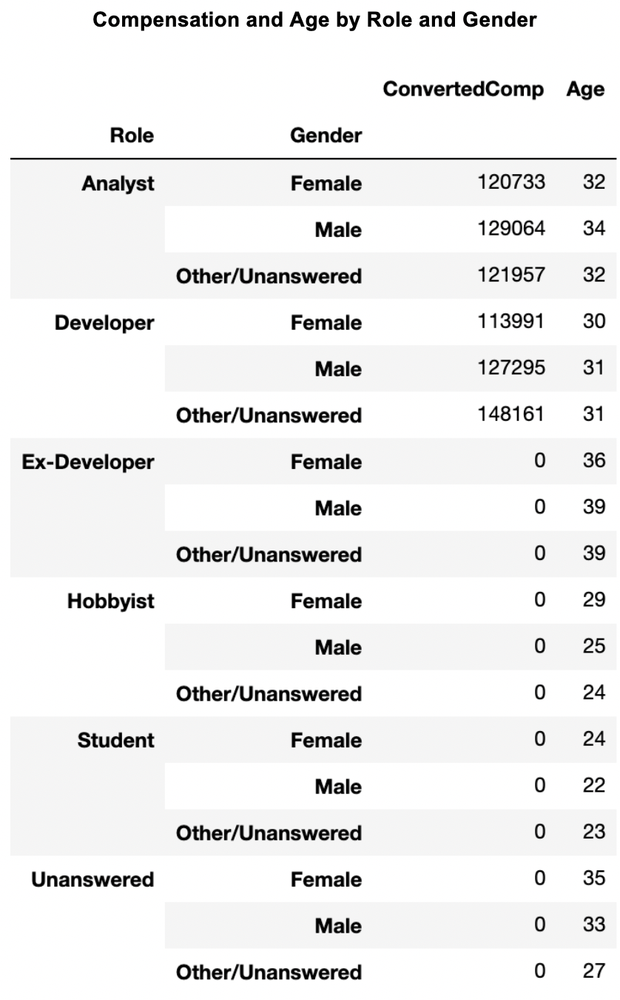 Compensation and Age by Role and Gender
ConvertedComp Age
Role Gender
Analyst Female 120733 32
Male 129064 34
Other/Unanswered 121957 32
Developer Female 113991 30
Male 127295 31
Other/Unanswered 148161 31
Ex-Developer Female 0 36
Male 0 39
Other/Unanswered 0 39
Hobbyist Female 0 29
Male 0 25
Other/Unanswered 0 24
Student Female 0 24
Male 0 22
Other/Unanswered 0 23
Unanswered Female 0 35
Male 0 33
Other/Unanswered 0 27